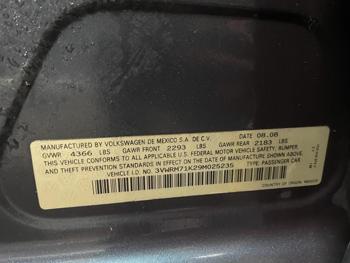 MANUFACTURED BY VOLKSWAGEN DE MEXICO S.A. DE C.V. DATE 08.08
GVWR 4366 LBS GAWR FRONT 2293 LBS GAWR REAR 2183 LBS
THIS VEHICLE CONFORMS TO ALL APPLICABLE U.S. FEDERAL MOTOR VEHICLE SAFETY, BUMPER,
AND THEFT PREVENTION STANDARDS IN EFFECT ON THE DATE OF MANUFACTURE SHOWN ABOVE.
VEHICLE I.D. NO. 3VWRM71K29M025235 TYPE: PASSENGER CAR